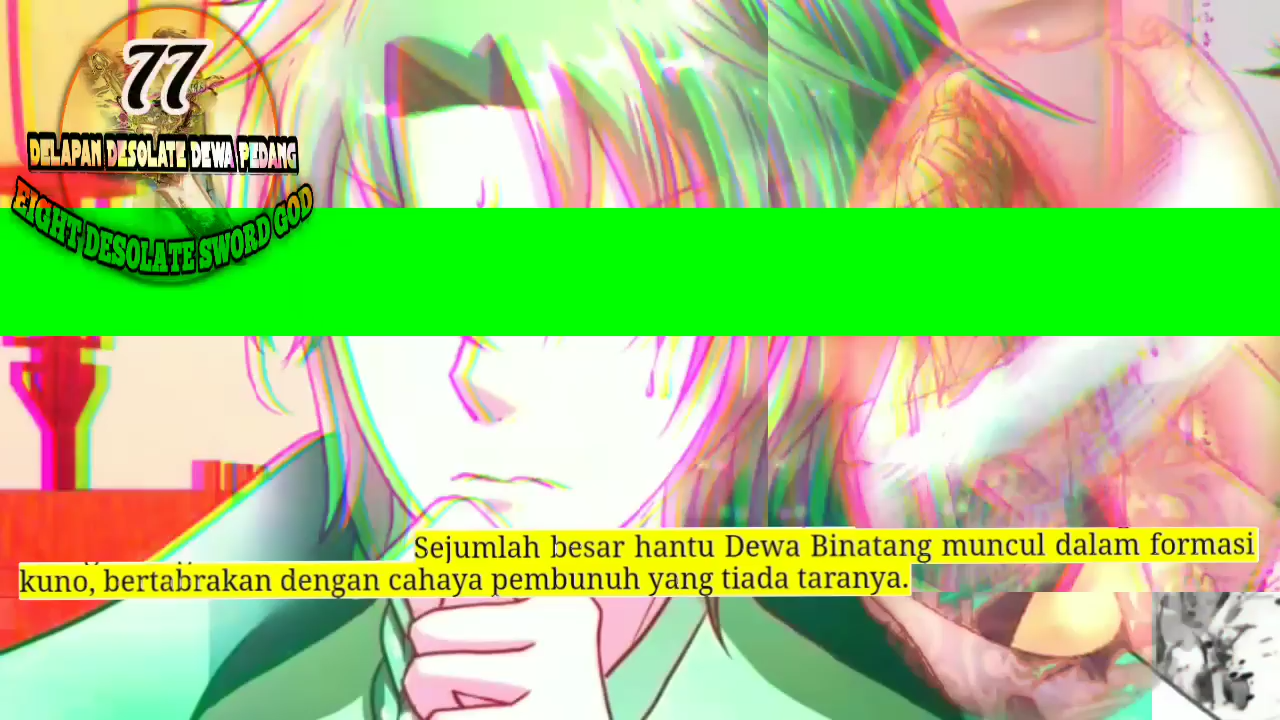 77
DELAPAN DESOLATE DEWA PEDANG
EIGHT DESOLATE SWORD GOD
Sejumlah besar hantu Dewa Binatang muncul dalam formasi
kuno, bertabrakan dengan cahaya pembunuh yang tiada taranya.